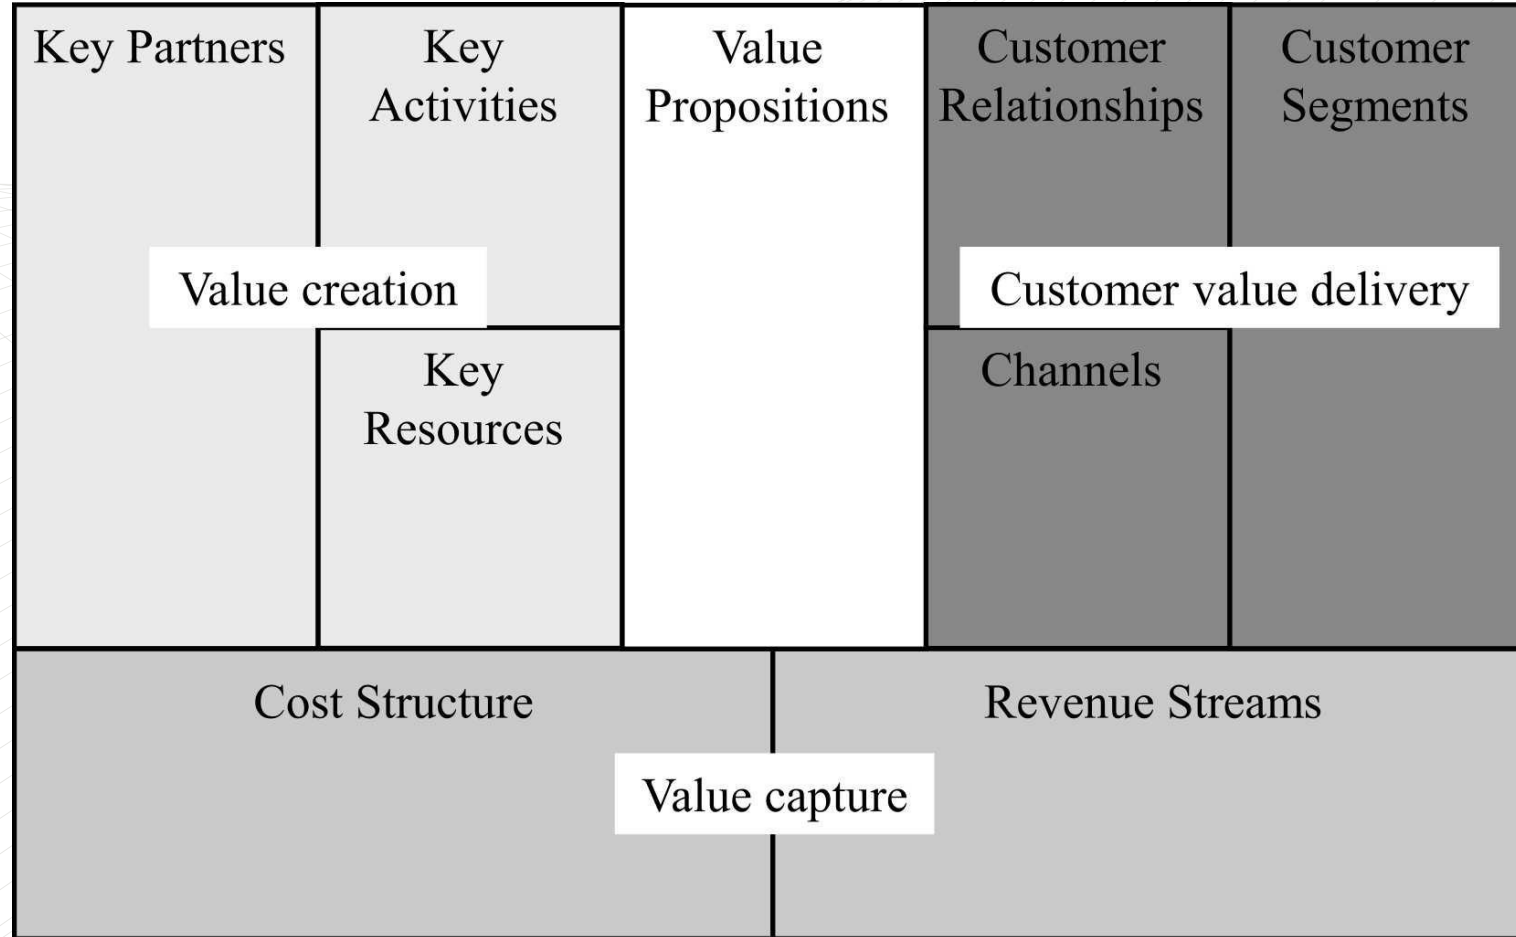 Key Partners
Key
Activities
Value
Propositions
Customer
Relationships
Customer
Segments
Value creation
Customer value delivery
Key
Resources
Channels
Cost Structure
Revenue Streams
Value capture